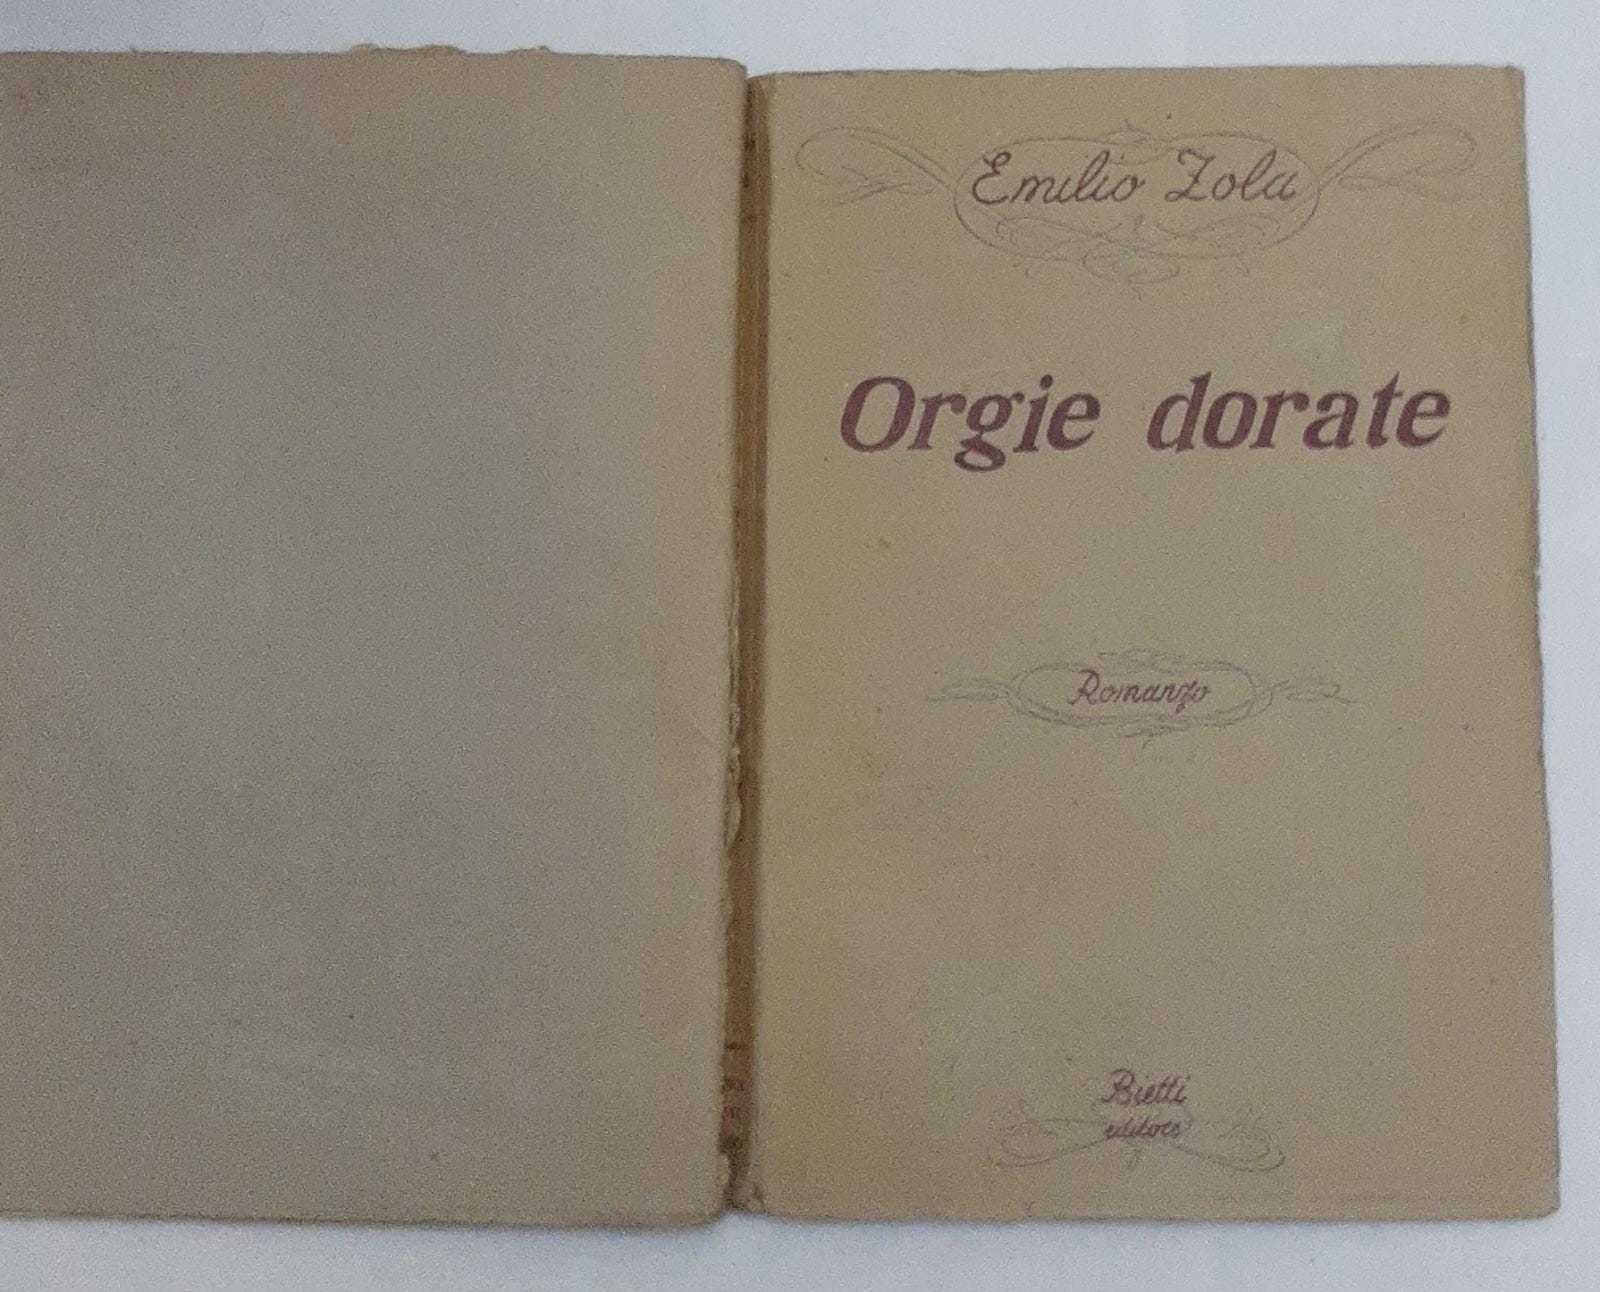 Emilio Zola
Orgie dorate
Romanzo
Bietti
editore